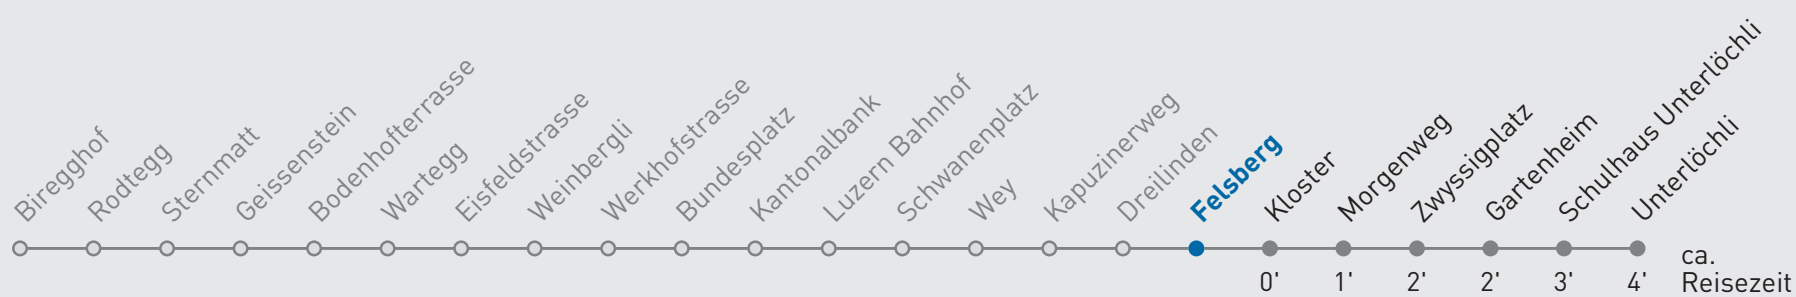 Biregghof
Rodtegg
Sternmatt
Geissenstein
Bodenhofterrasse
Wartegg
Eisfeldstrasse
Weinbergli
Werkhofstrasse
Bundesplatz
Kantonalbank
Luzern Bahnhof
Schwanenplatz
Wey
Kapuzinerweg
Dreilinden
Felsberg
Kloster
Morgenweg
Zwyssigplatz
Gartenheim
Schulhaus Unterlöchli
Unterlöchli
0' 1' 2' 2' 3' 4'
ca.
Reisezeit